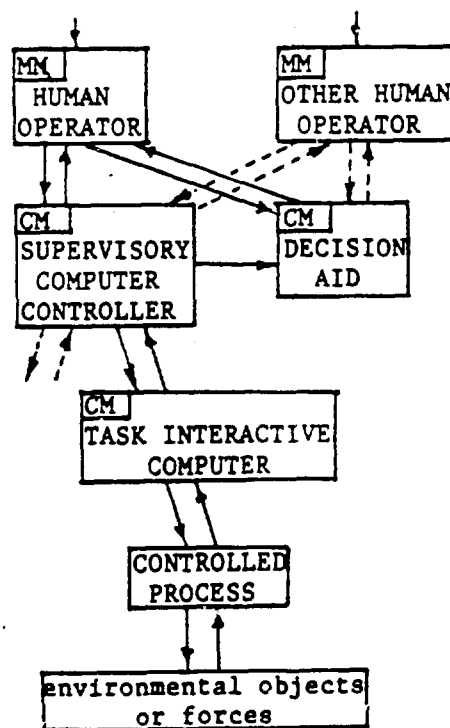 MM
HUMAN
OPERATOR
MM
OTHER HUMAN
OPERATOR
CM
SUPERVISORY
COMPUTER
CONTROLLER
CM
DECISION
AID
CM
TASK INTERACTIVE
COMPUTER
CONTROLLED
PROCESS
environmental objects
or forces